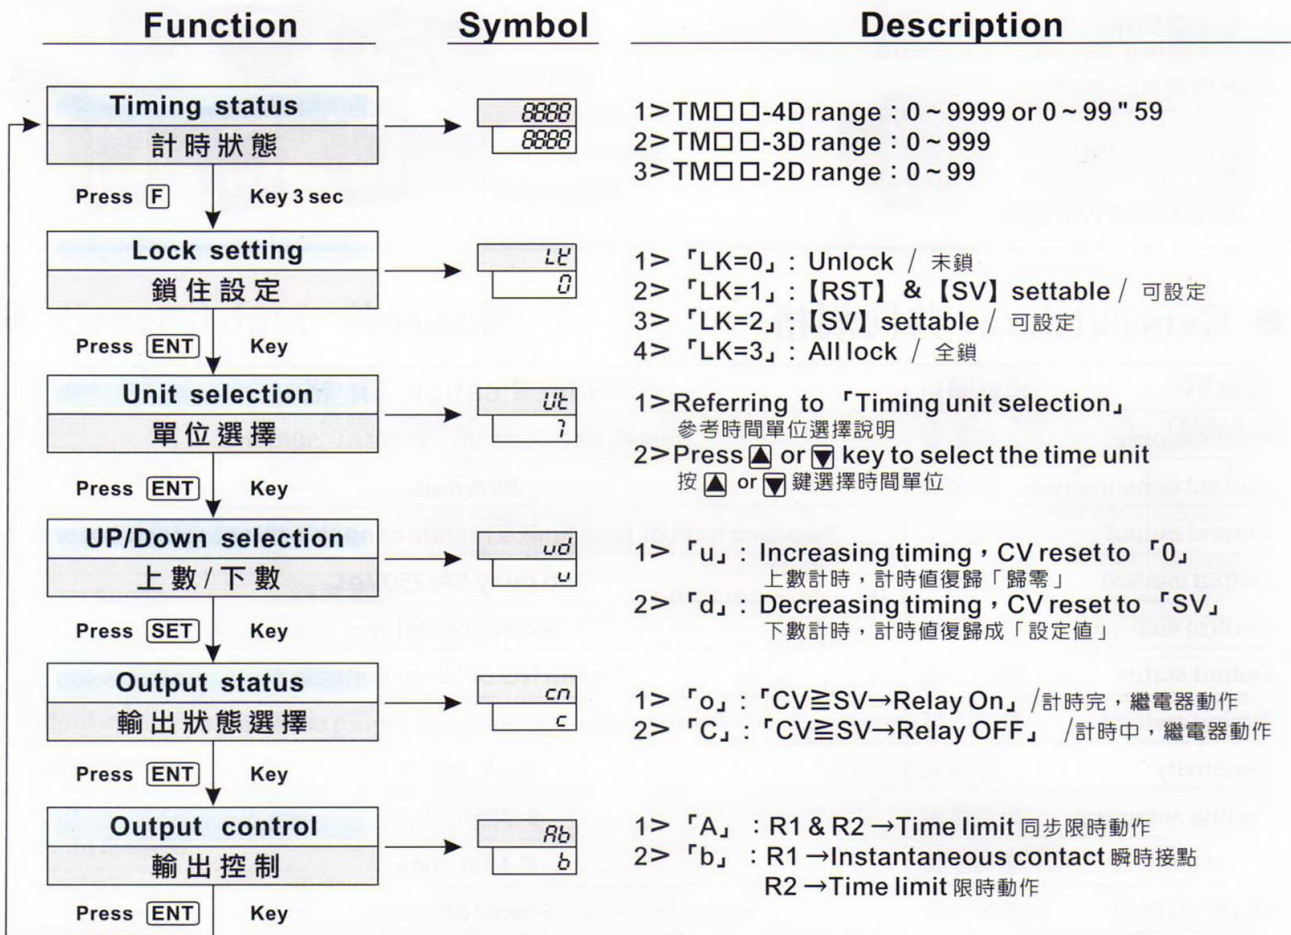 Function Symbol Description
Timing status
計時狀態
8888
8888
1>TM□□-4D range：0 ~ 9999 or 0 ~ 99 " 59
2>TM□□-3D range：0 ~ 999
3>TM□□-2D range：0 ~ 99
Press F Key 3 sec
Lock setting
鎖住設定
0
1> 『LK=0』: Unlock / 未鎖
2> 『LK=1』:【RST】 & 【SV】 settable / 可設定
3> 『LK=2』:【SV】 settable / 可設定
4> 『LK=3』: All lock / 全鎖
Press ENT Key
Unit selection
單位選擇
Ut
1>Referring to 『Timing unit selection』
參考時間單位選擇說明
2>Press ▲ or ▼ key to select the time unit
按 ▲ or ▼ 鍵選擇時間單位
Press ENT Key
UP/Down selection
上數/下數
ud
u
1> 『u』: Increasing timing，CV reset to 『0』
上數計時，計時值復歸「歸零」
2> 『d』: Decreasing timing，CV reset to 『SV』
下數計時，計時值復歸成「設定值」
Press SET Key
Output status
輸出狀態選擇
cn
c
1> 『o』:『CV≧SV→Relay On』/計時完，繼電器動作
2> 『C』:『CV≧SV→Relay OFF』 /計時中，繼電器動作
Press ENT Key
Output control
輸出控制
Ab
b
1> 『A』 : R1 & R2 →Time limit 同步限時動作
2> 『b』 : R1 →Instantaneous contact 瞬時接點
R2 →Time limit 限時動作
Press ENT Key